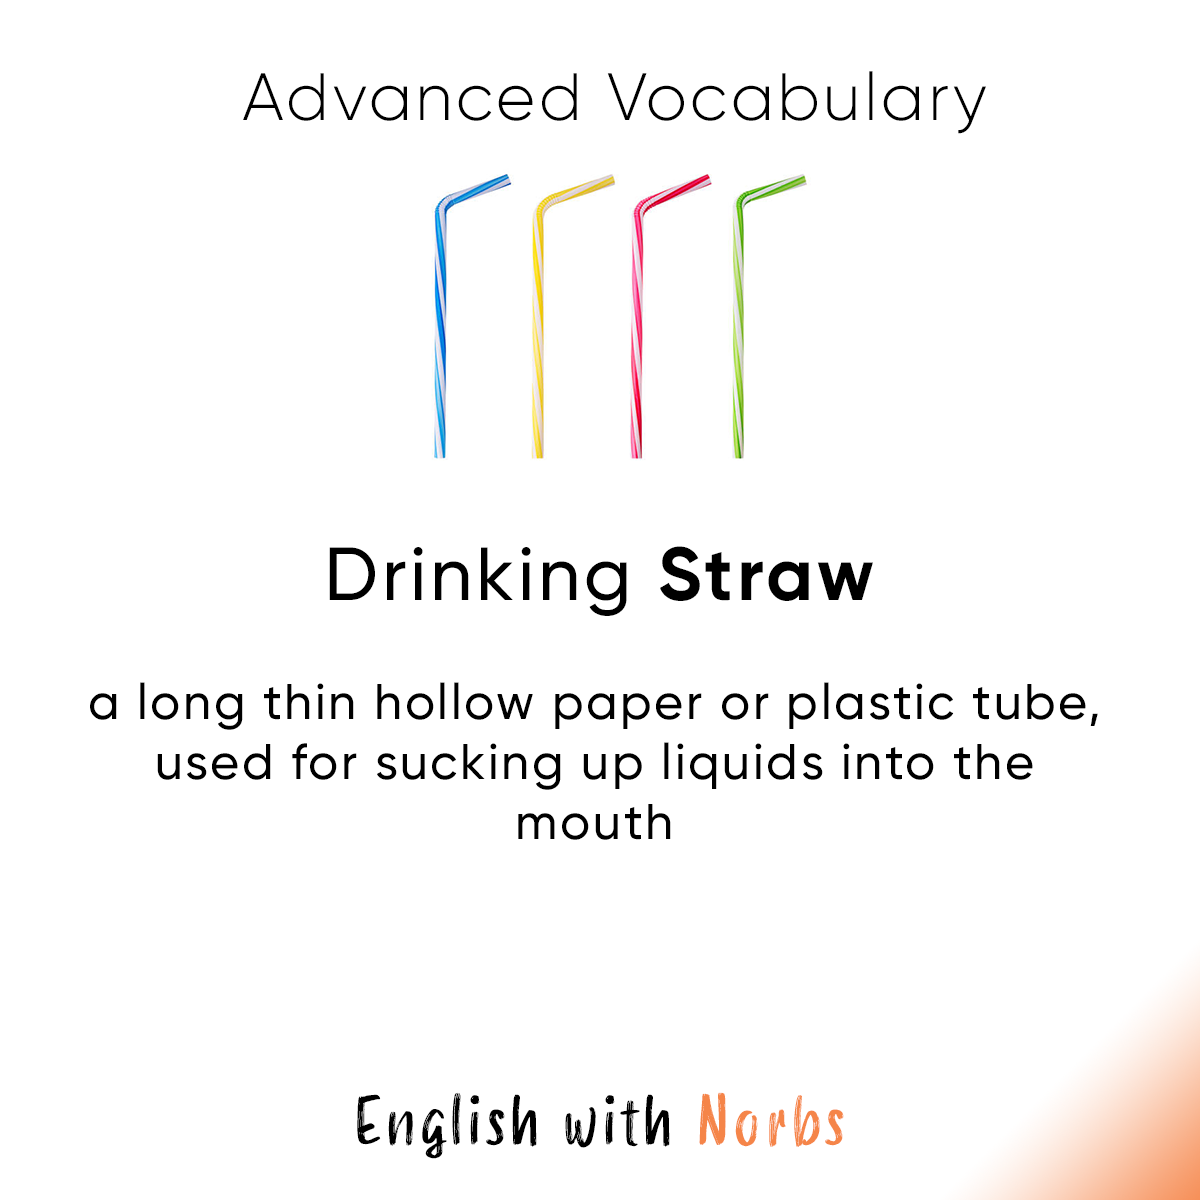 Advanced Vocabulary
Drinking Straw
a long thin hollow paper or plastic tube,
used for sucking up liquids into the
mouth
English with Norbs